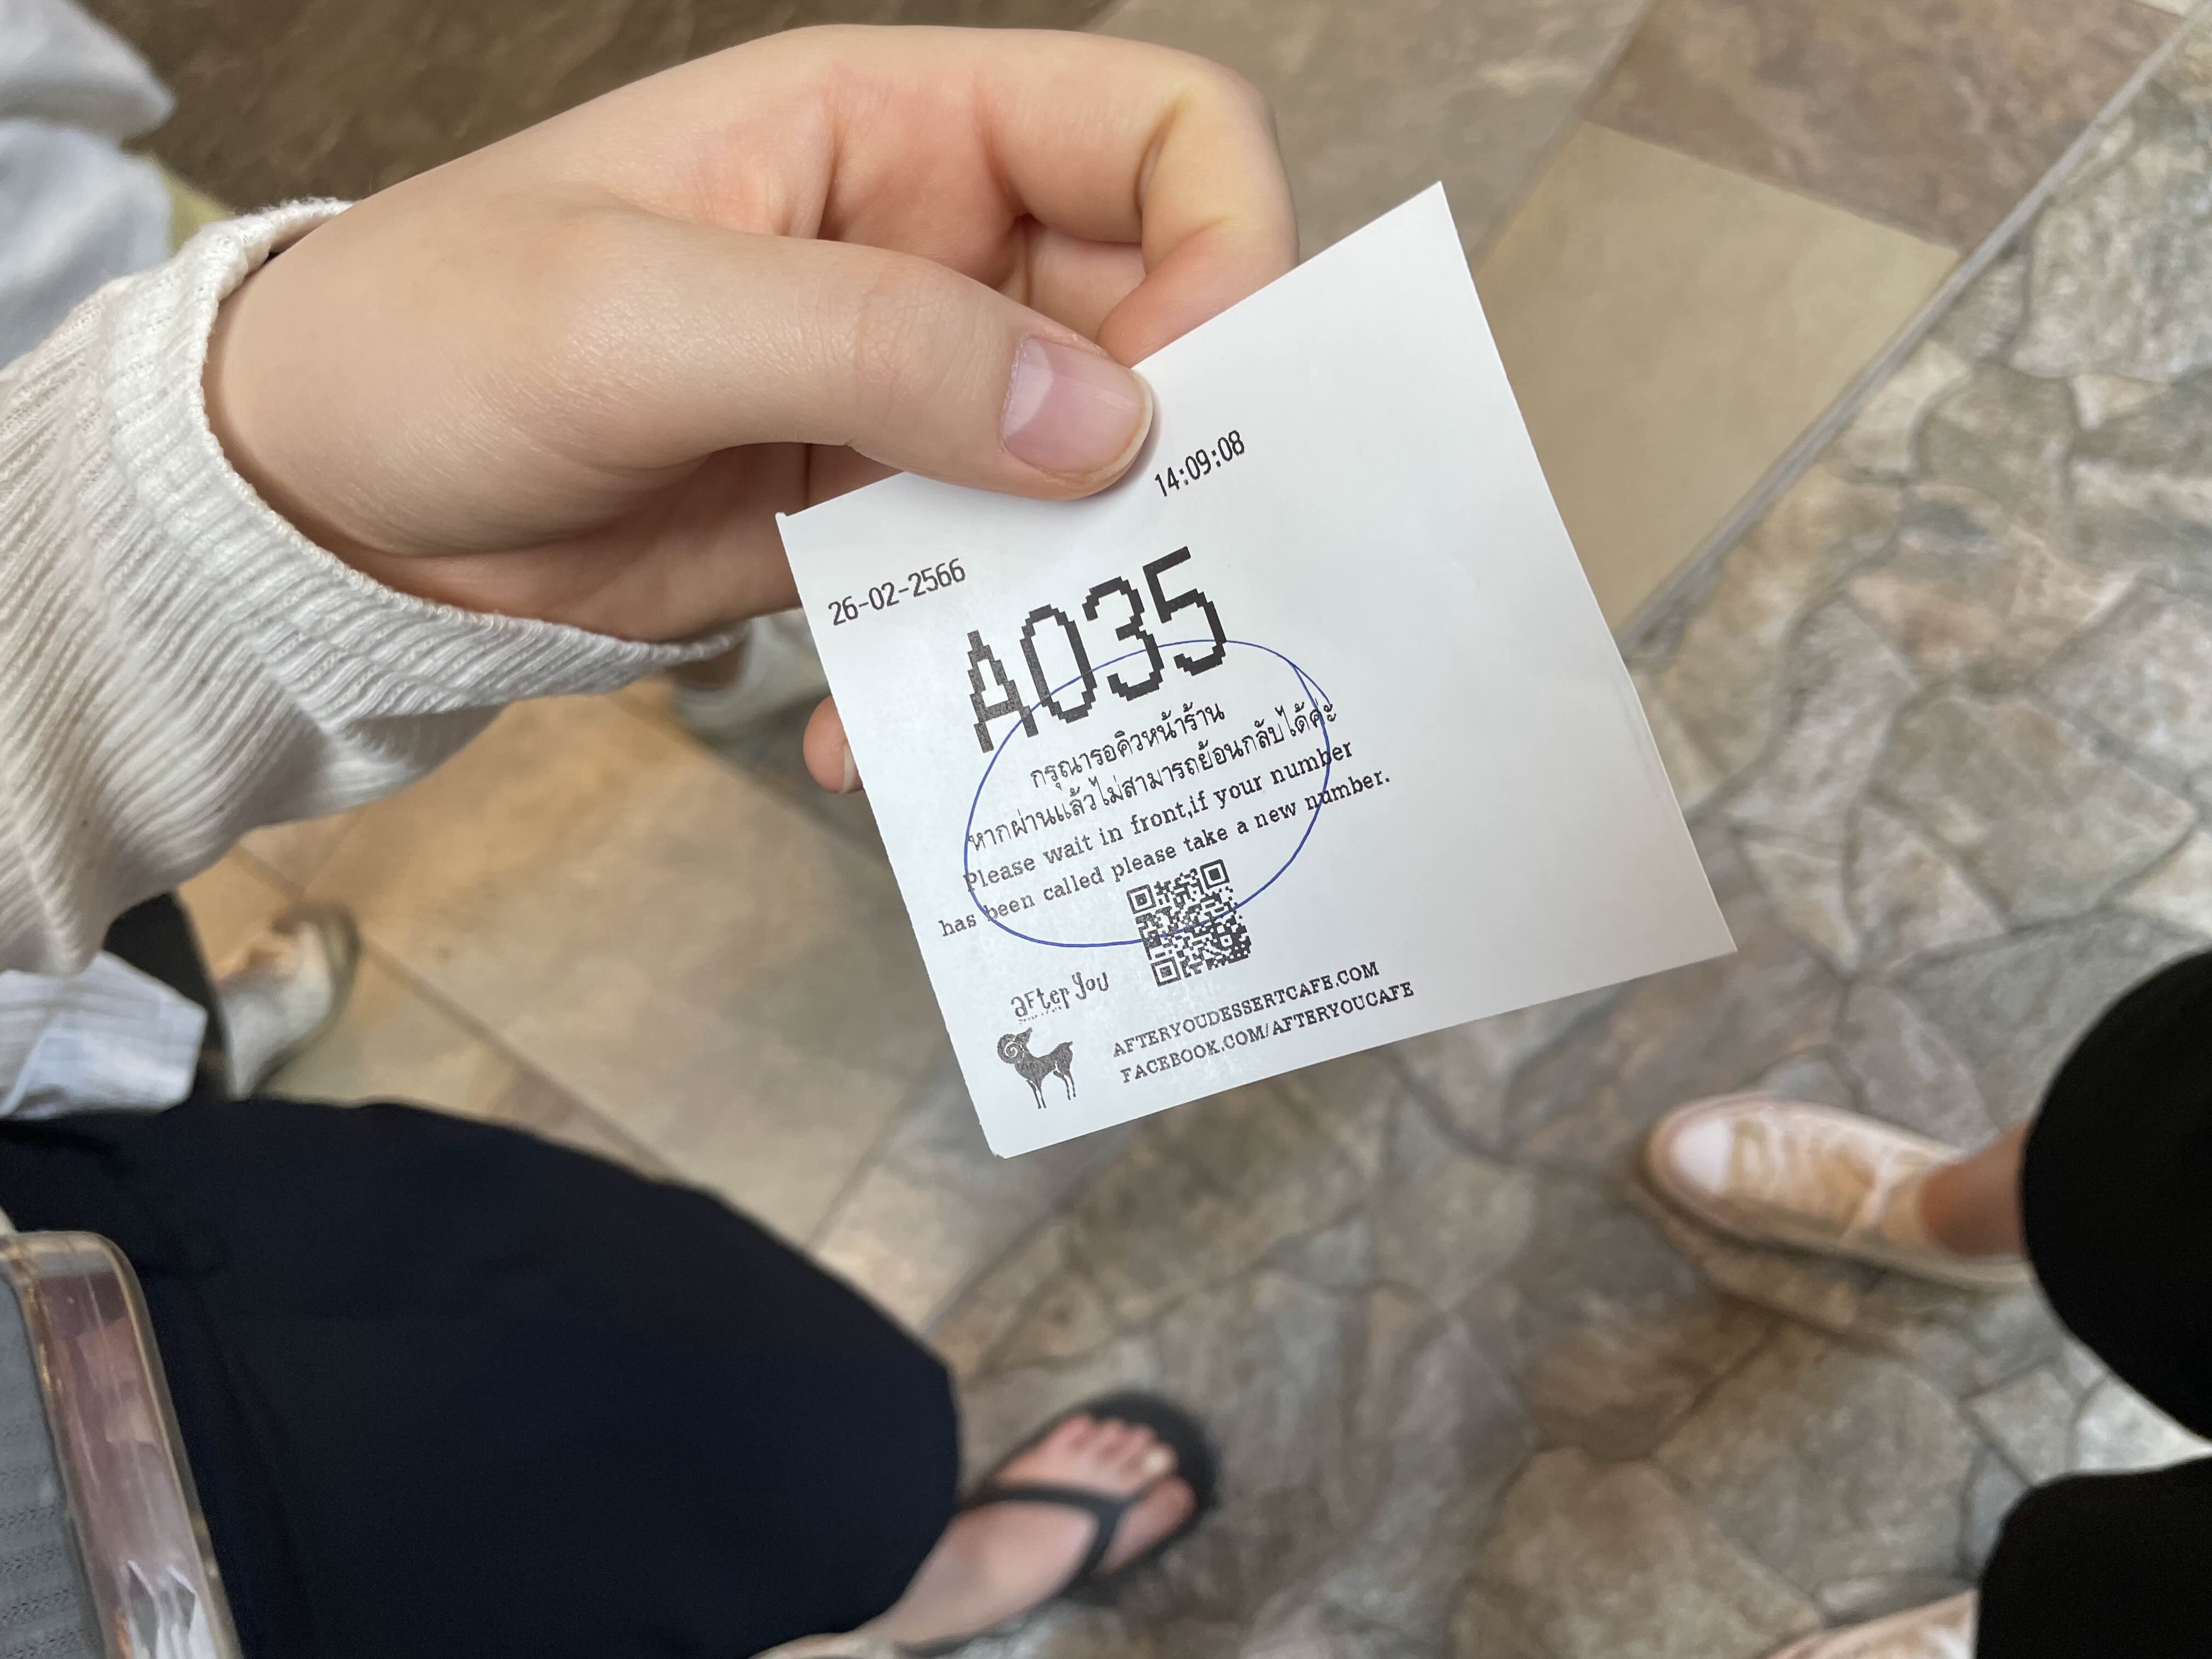 14:09:08
26-02-2566
A035
กรุณารอคิวหน้าร้าน
หากผ่านแล้วไม่สามารถย้อนกลับได้ค่ะ
Please wait in front,if your number
has been called please take a new number.
after you
AFTERYOUDESSERTCAFE.COM
FACEBOOK.COM/AFTERYOUCAFE